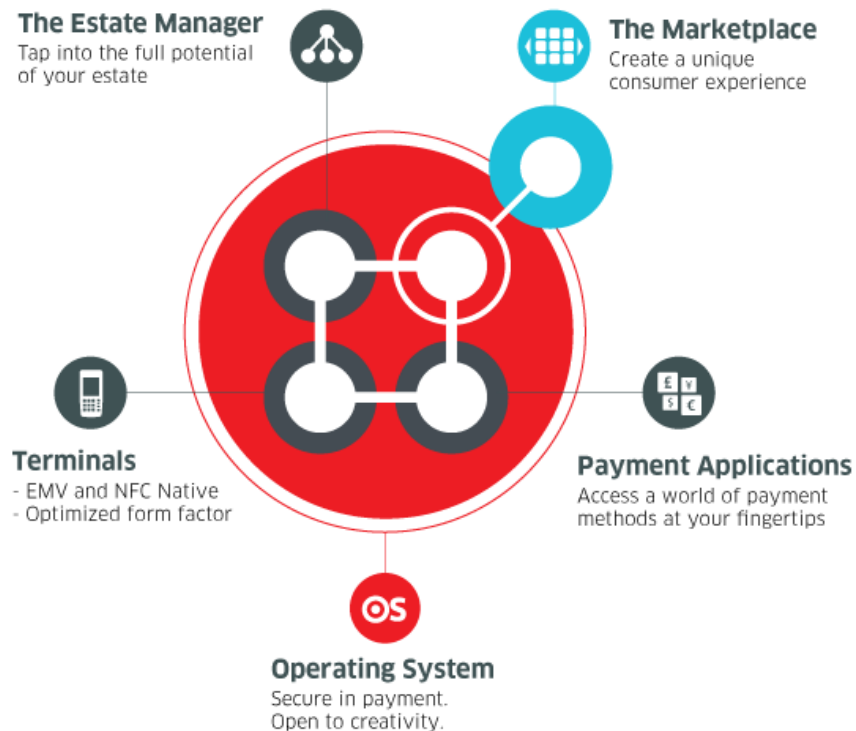 The Estate Manager
Tap into the full potential
of your estate
The Marketplace
Create a unique
consumer experience
£ ¥
$ €
Terminals
- EMV and NFC Native
- Optimized form factor
Payment Applications
Access a world of payment
methods at your fingertips
OS
Operating System
Secure in payment.
Open to creativity.